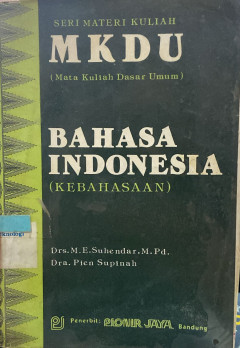 SERI MATERI KULIAH
MKDU
(Mata Kuliah Dasar Umum)
BAHASA
INDONESIA
(KEBAHASAAN)
Drs. M.E. Suhendar, M.Pd.
Dra. Pien Supinah
Penerbit: PIONIR JAYA Bandung